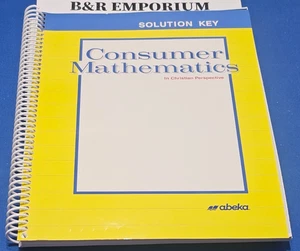 B&R EMPORIUM
SOLUTION KEY
Consumer
Mathematics
In Christian Perspective
abeka